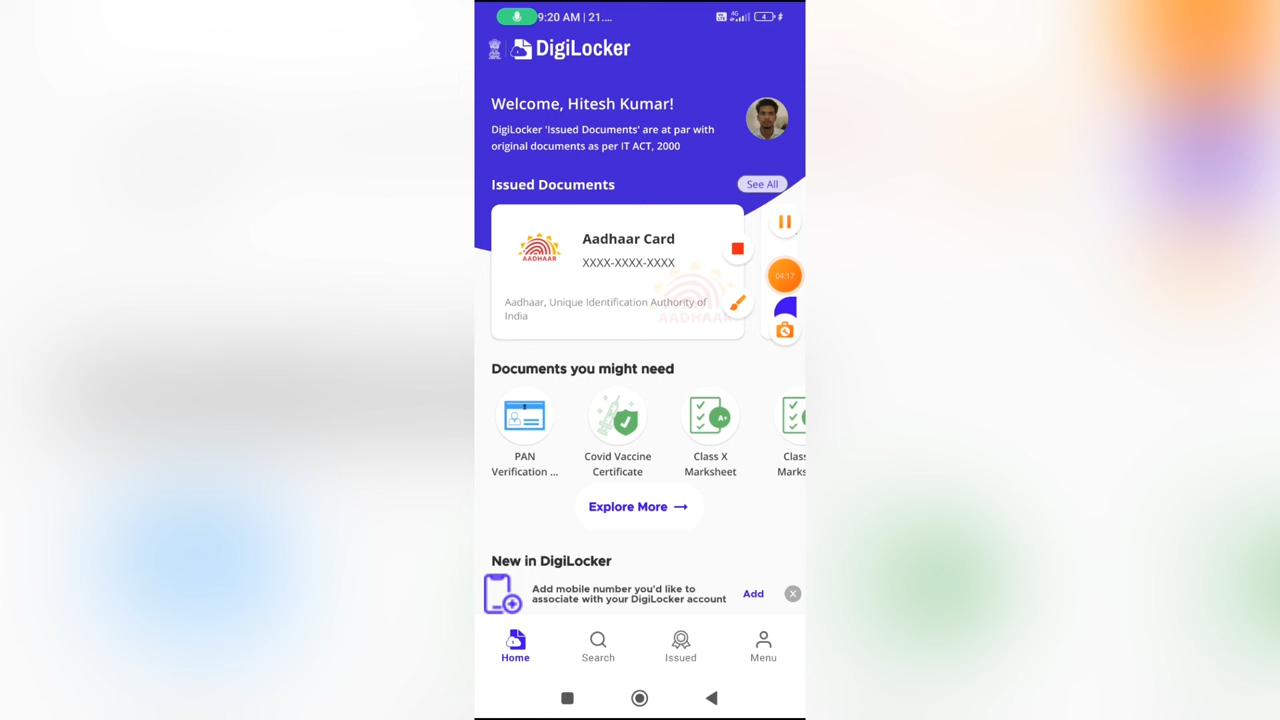 9:20 AM | 21....
4G
4
DigiLocker
Welcome, Hitesh Kumar!
DigiLocker 'Issued Documents' are at par with
original documents as per IT ACT, 2000
Issued Documents
See All
Aadhaar Card
XXXX-XXXX-XXXX
AADHAAR
Aadhaar, Unique Identification Authority of
India
AADHAAR
04:17
Documents you might need
PAN
Verification ...
Covid Vaccine
Certificate
A+
Class X
Marksheet
Class
Marks
Explore More →
New in DigiLocker
Add mobile number you'd like to
associate with your DigiLocker account
Add
Home
Search
Issued
Menu